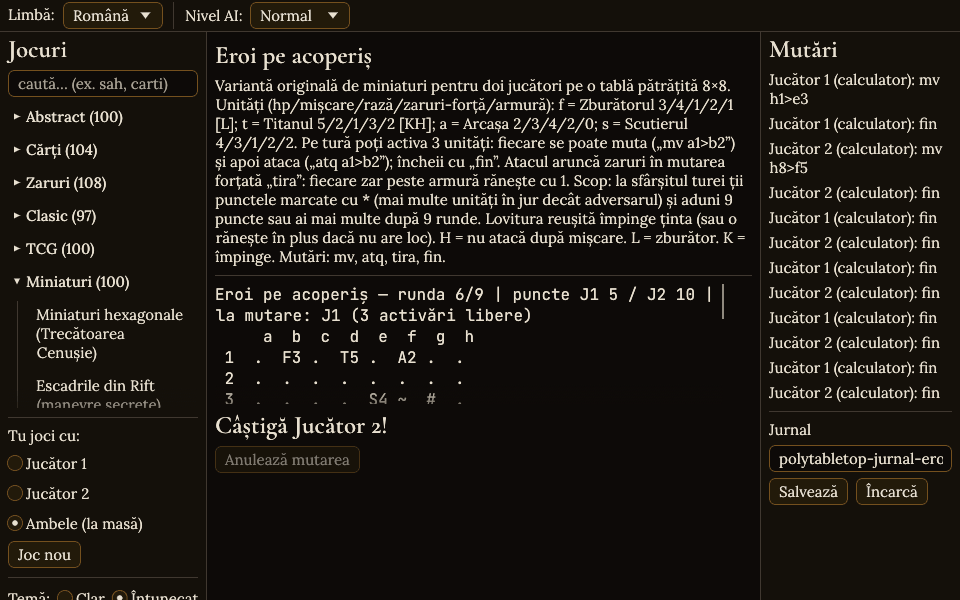 Limbă: Română Nivel AI: Normal
Jocuri
caută... (ex. sah, carti)
Abstract (100)
Cărți (104)
Zaruri (108)
Clasic (97)
TCG (100)
Miniaturi (100)
Miniaturi hexagonale
(Trecătoarea
Cenușie)
Escadrile din Rift
(manevre secrete)
Tu joci cu:
Jucător 1
Jucător 2
Ambele (la masă)
Joc nou
Temă: Clar Întunecat
Eroi pe acoperiș
Variantă originală de miniaturi pentru doi jucători pe o tablă pătrățită 8×8.
Unități (hp/mișcare/rază/zaruri-forță/armură): f = Zburătorul 3/4/1/2/1
[L]; t = Titanul 5/2/1/3/2 [KH]; a = Arcașa 2/3/4/2/0; s = Scutierul
4/3/1/2/2. Pe tură poți activa 3 unități: fiecare se poate muta („mv a1>b2”)
și apoi ataca („atq a1>b2”); încheii cu „fin”. Atacul aruncă zaruri în mutarea
forțată „tira”: fiecare zar peste armură rănește cu 1. Scop: la sfârșitul turei ții
punctele marcate cu * (mai multe unități în jur decât adversarul) și aduni 9
puncte sau ai mai multe după 9 runde. Lovitura reușită împinge ținta (sau o
rănește în plus dacă nu are loc). H = nu atacă după mișcare. L = zburător. K =
împinge. Mutări: mv, atq, tira, fin.
Eroi pe acoperiș — runda 6/9 | puncte J1 5 / J2 10 |
la mutare: J1 (3 activări libere)
a b c d e f g h
1 . F3 . T5 . A2 . .
2 . . . . . . . .
3 . . . . S4 ~ # .
Câștigă Jucător 2!
Anulează mutarea
Mutări
Jucător 1 (calculator): mv
h1>e3
Jucător 1 (calculator): fin
Jucător 2 (calculator): mv
h8>f5
Jucător 2 (calculator): fin
Jucător 1 (calculator): fin
Jucător 2 (calculator): fin
Jucător 1 (calculator): fin
Jucător 2 (calculator): fin
Jucător 1 (calculator): fin
Jucător 2 (calculator): fin
Jucător 1 (calculator): fin
Jucător 2 (calculator): fin
Jurnal
polytabletop-jurnal-ero
Salvează Încarcă